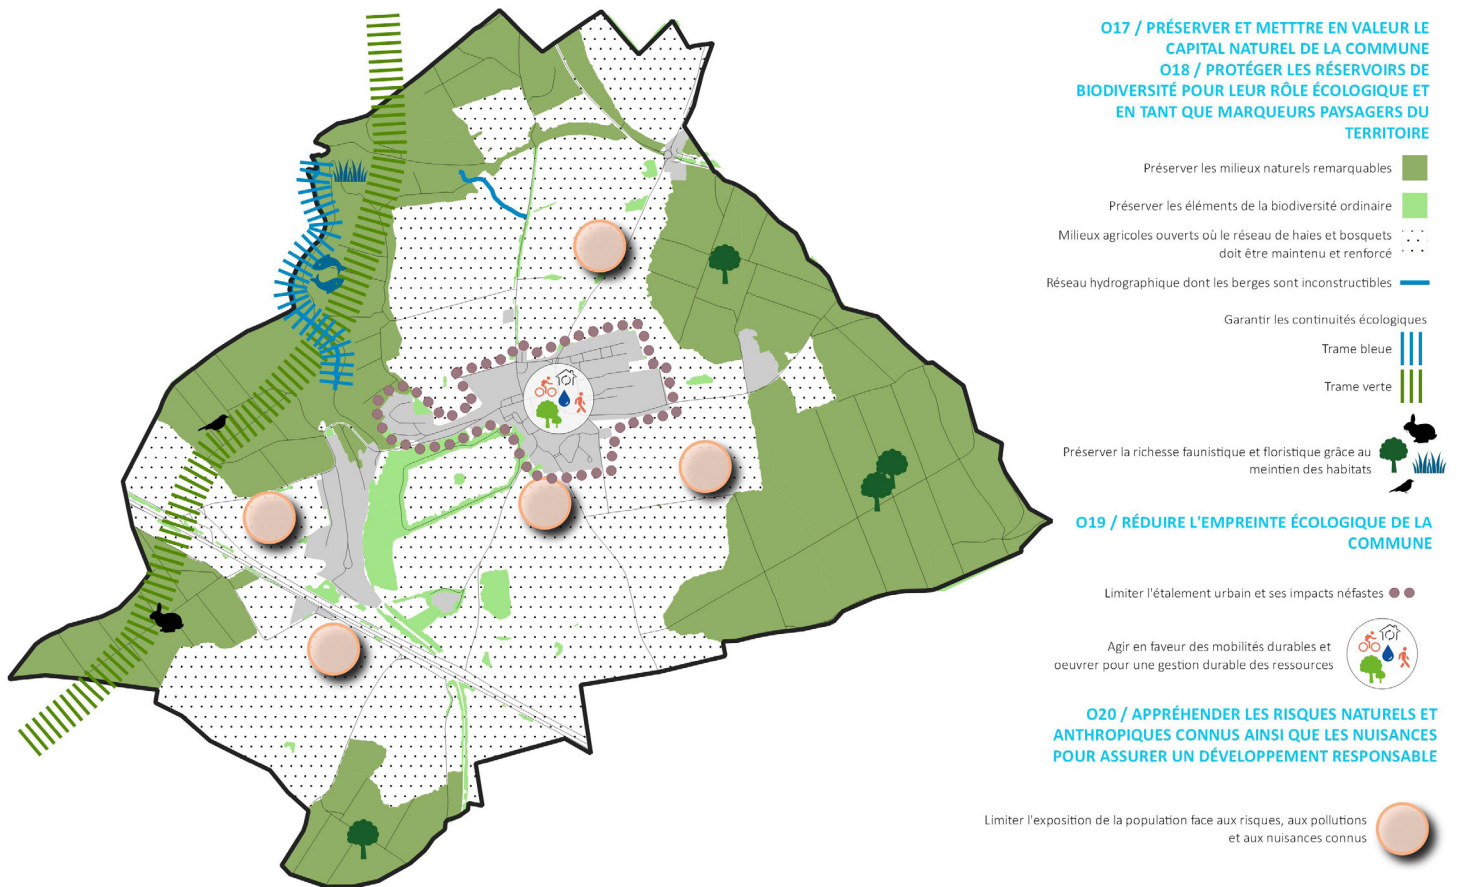 O17 / PRÉSERVER ET METTTRE EN VALEUR LE
CAPITAL NATUREL DE LA COMMUNE
O18 / PROTÉGER LES RÉSERVOIRS DE
BIODIVERSITÉ POUR LEUR RÔLE ÉCOLOGIQUE ET
EN TANT QUE MARQUEURS PAYSAGERS DU
TERRITOIRE
Préserver les milieux naturels remarquables
Préserver les éléments de la biodiversité ordinaire
Milieux agricoles ouverts où le réseau de haies et bosquets
doit être maintenu et renforcé
Réseau hydrographique dont les berges sont inconstructibles
Garantir les continuités écologiques
Trame bleue
Trame verte
Préserver la richesse faunistique et floristique grâce au
meintien des habitats
O19 / RÉDUIRE L'EMPREINTE ÉCOLOGIQUE DE LA
COMMUNE
Limiter l'étalement urbain et ses impacts néfastes
Agir en faveur des mobilités durables et
oeuvrer pour une gestion durable des ressources
O20 / APPRÉHENDER LES RISQUES NATURELS ET
ANTHROPIQUES CONNUS AINSI QUE LES NUISANCES
POUR ASSURER UN DÉVELOPPEMENT RESPONSABLE
Limiter l'exposition de la population face aux risques, aux pollutions
et aux nuisances connus